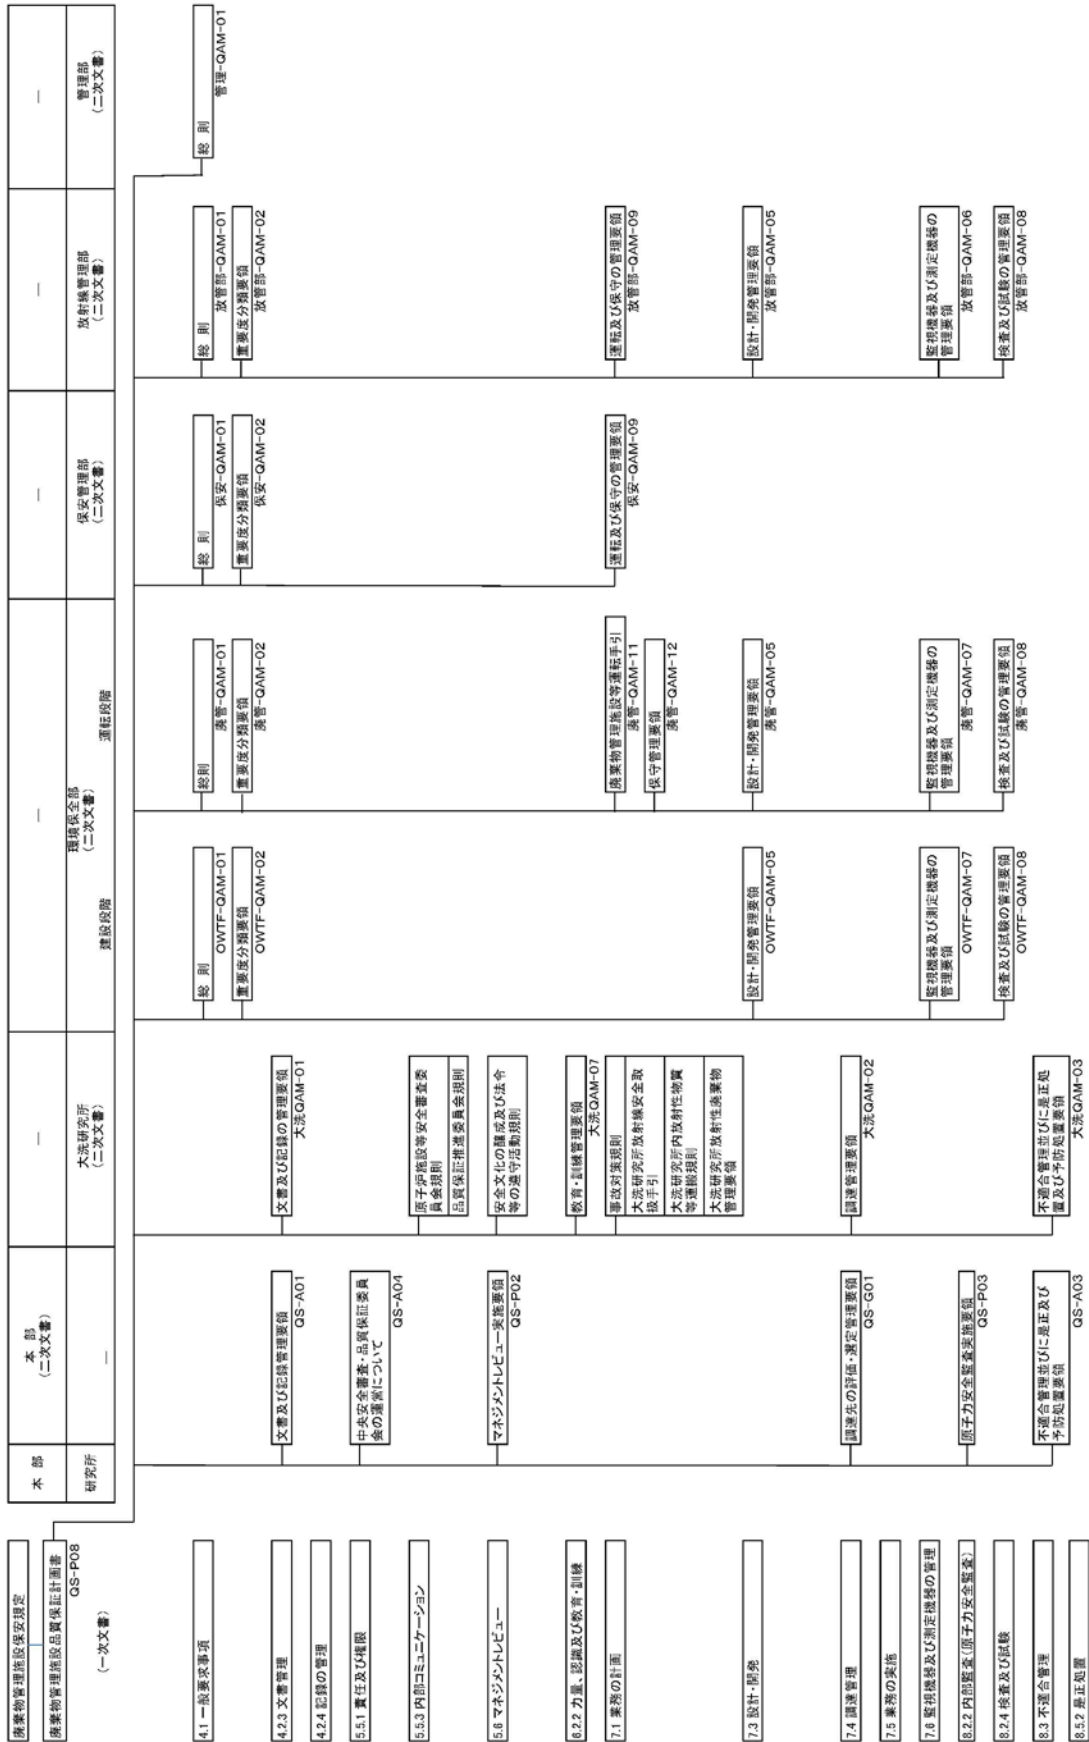 廃棄物管理施設保安規定
廃棄物管理施設品質保証計画書
QS-P08
(一次文書)
本 部
研究所
本 部
(二次文書)
―
―
大洗研究所
(二次文書)
―
環境保全部
(二次文書)
建設段階
運転段階
―
保安管理部
(二次文書)
―
放射線管理部
(二次文書)
―
管理部
(二次文書)
4.1 一般要求事項
総 則
OWTF-QAM-01
総則
廃管-QAM-01
総 則
保安-QAM-01
総 則
放管部-QAM-01
総 則
管理-QAM-01
重要度分類要領
OWTF-QAM-02
重要度分類要領
廃管-QAM-02
重要度分類要領
保安-QAM-02
重要度分類要領
放管部-QAM-02
4.2.3 文書管理
文書及び記録管理要領
QS-A01
文書及び記録の管理要領
大洗QAM-01
4.2.4 記録の管理
5.5.1 責任及び権限
中央安全審査・品質保証委員
会の運営について
QS-A04
5.5.3 内部コミュニケーション
原子炉施設等安全審査委
員会規則
品質保証推進委員会規則
5.6 マネジメントレビュー
マネジメントレビュー実施要領
QS-P02
安全文化の醸成及び法令
等の遵守活動規則
6.2.2 力量、認識及び教育・訓練
教育・訓練管理要領
大洗QAM-07
7.1 業務の計画
事故対策規則
大洗研究所放射線安全取
扱手引
大洗研究所内放射性物質
等運搬規則
大洗研究所放射性廃棄物
管理要領
廃棄物管理施設等運転手引
廃管-QAM-11
保守管理要領
廃管-QAM-12
運転及び保守の管理要領
保安-QAM-09
運転及び保守の管理要領
放管部-QAM-09
7.3 設計・開発
設計・開発管理要領
OWTF-QAM-05
設計・開発管理要領
廃管-QAM-05
設計・開発管理要領
放管部-QAM-05
7.4 調達管理
調達先の評価・選定管理要領
QS-G01
調達管理要領
大洗QAM-02
7.5 業務の実施
7.6 監視機器及び測定機器の管理
監視機器及び測定機器の
管理要領
OWTF-QAM-07
監視機器及び測定機器の
管理要領
廃管-QAM-07
監視機器及び測定機器の
管理要領
放管部-QAM-06
8.2.2 内部監査(原子力安全監査)
原子力安全監査実施要領
QS-P03
8.2.4 検査及び試験
検査及び試験の管理要領
OWTF-QAM-08
検査及び試験の管理要領
廃管-QAM-08
検査及び試験の管理要領
放管部-QAM-08
8.3 不適合管理
不適合管理並びに是正及び
予防処置要領
QS-A03
不適合管理並びに是正処
置及び予防処置要領
大洗QAM-03
8.5.2 是正処置